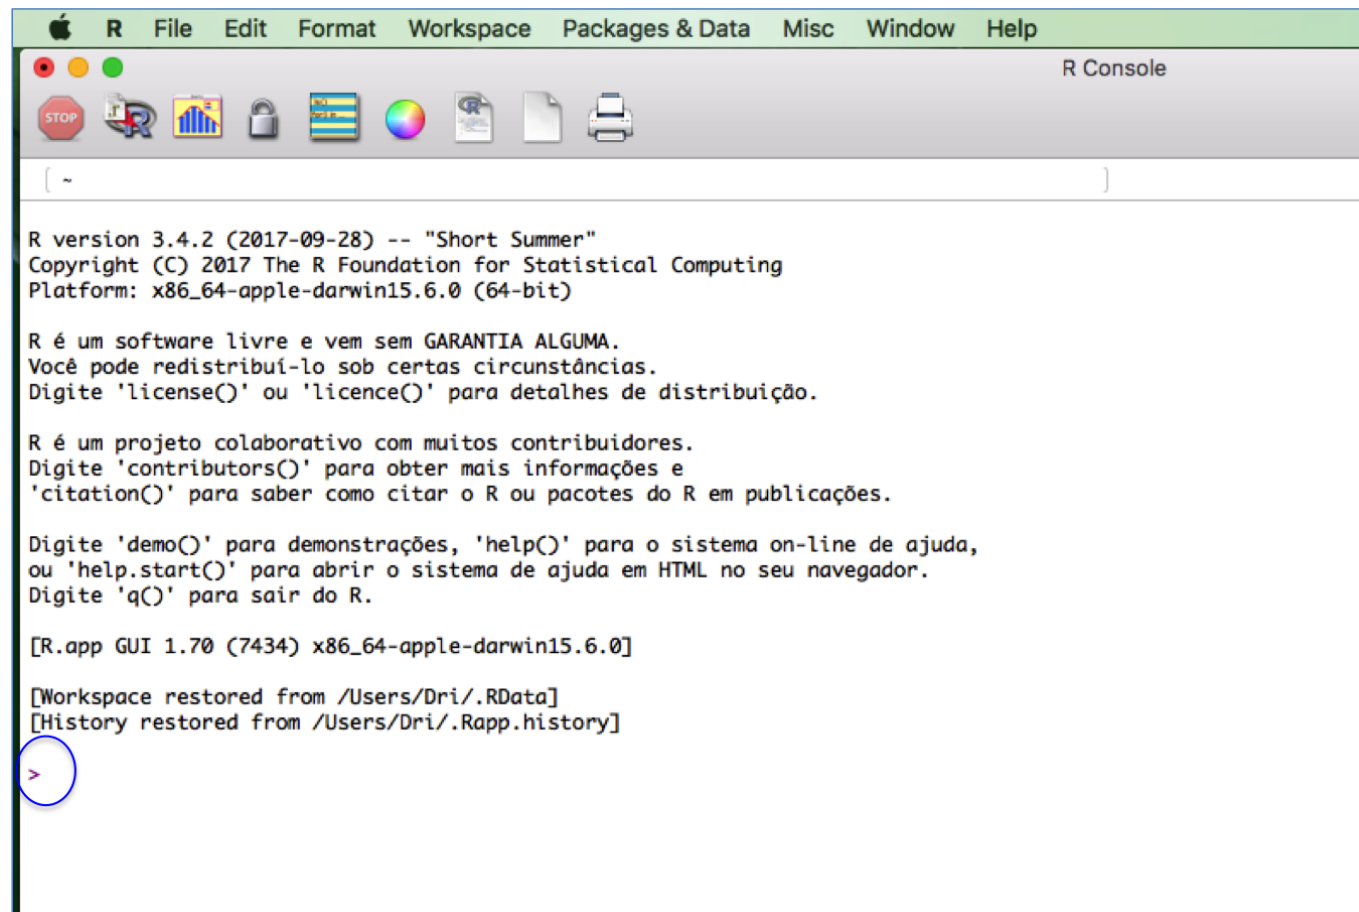 R File Edit Format Workspace Packages & Data Misc Window Help
R Console
STOP
~
R version 3.4.2 (2017-09-28) -- "Short Summer"
Copyright (C) 2017 The R Foundation for Statistical Computing
Platform: x86_64-apple-darwin15.6.0 (64-bit)
R é um software livre e vem sem GARANTIA ALGUMA.
Você pode redistribuí-lo sob certas circunstâncias.
Digite 'license()' ou 'licence()' para detalhes de distribuição.
R é um projeto colaborativo com muitos contribuidores.
Digite 'contributors()' para obter mais informações e
'citation()' para saber como citar o R ou pacotes do R em publicações.
Digite 'demo()' para demonstrações, 'help()' para o sistema on-line de ajuda,
ou 'help.start()' para abrir o sistema de ajuda em HTML no seu navegador.
Digite 'q()' para sair do R.
[R.app GUI 1.70 (7434) x86_64-apple-darwin15.6.0]
[Workspace restored from /Users/Dri/.RData]
[History restored from /Users/Dri/.Rapp.history]
>